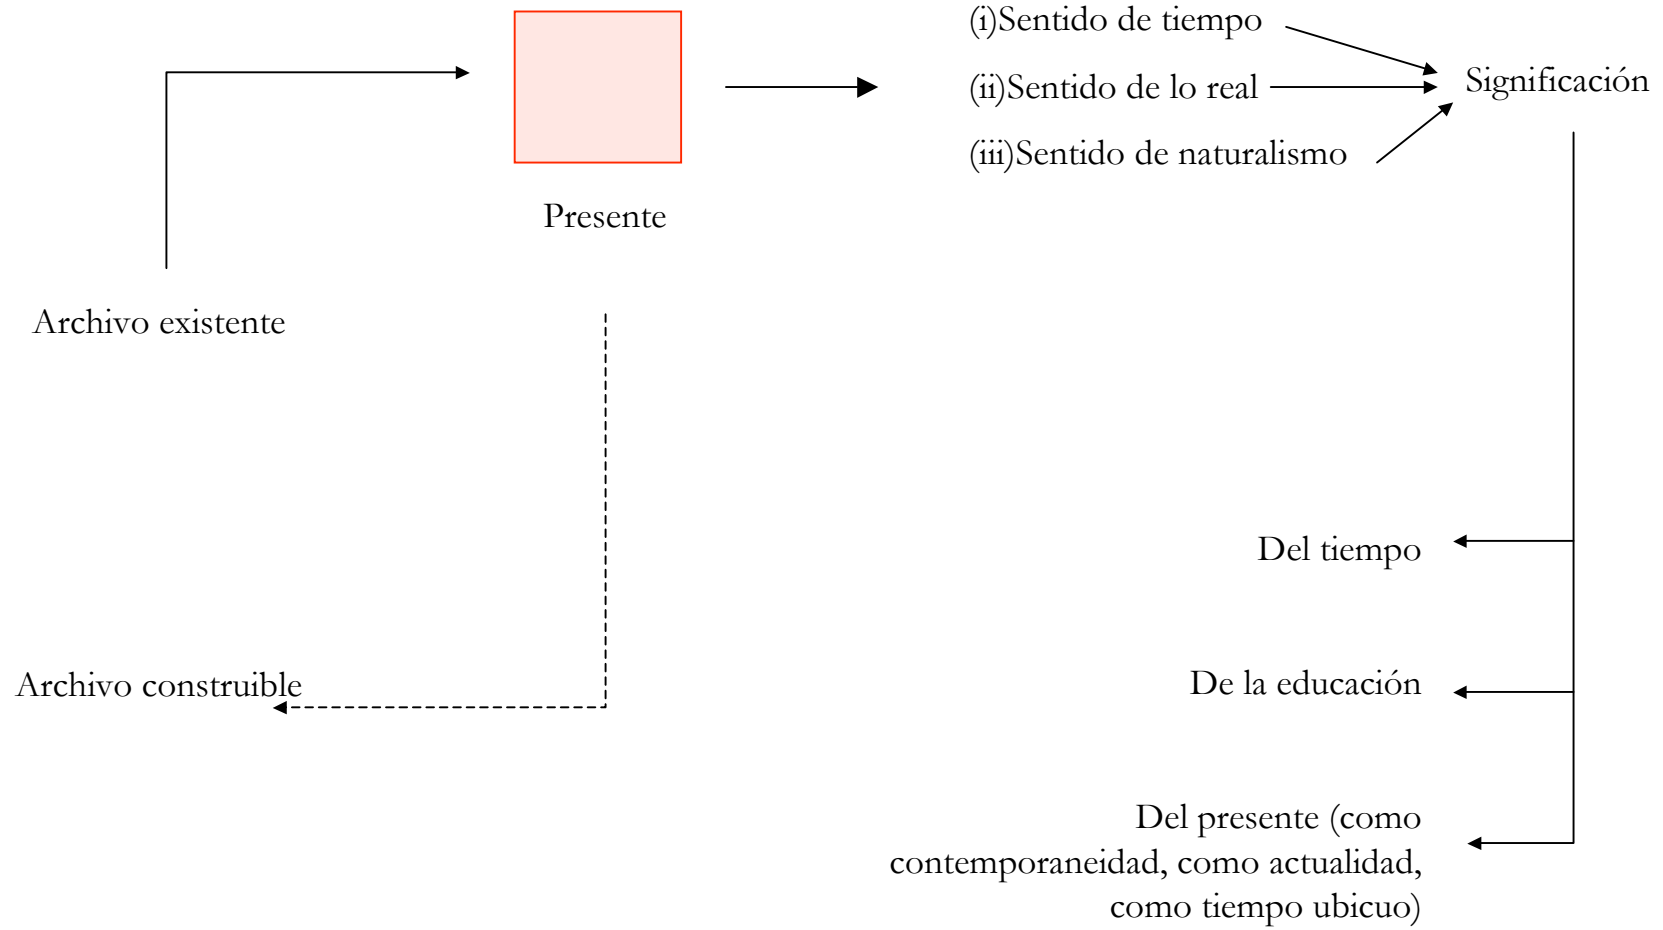 (i)Sentido de tiempo
(ii)Sentido de lo real
Significación
(iii)Sentido de naturalismo
Presente
Archivo existente
Del tiempo
Archivo construible
De la educación
Del presente (como
contemporaneidad, como actualidad,
como tiempo ubicuo)